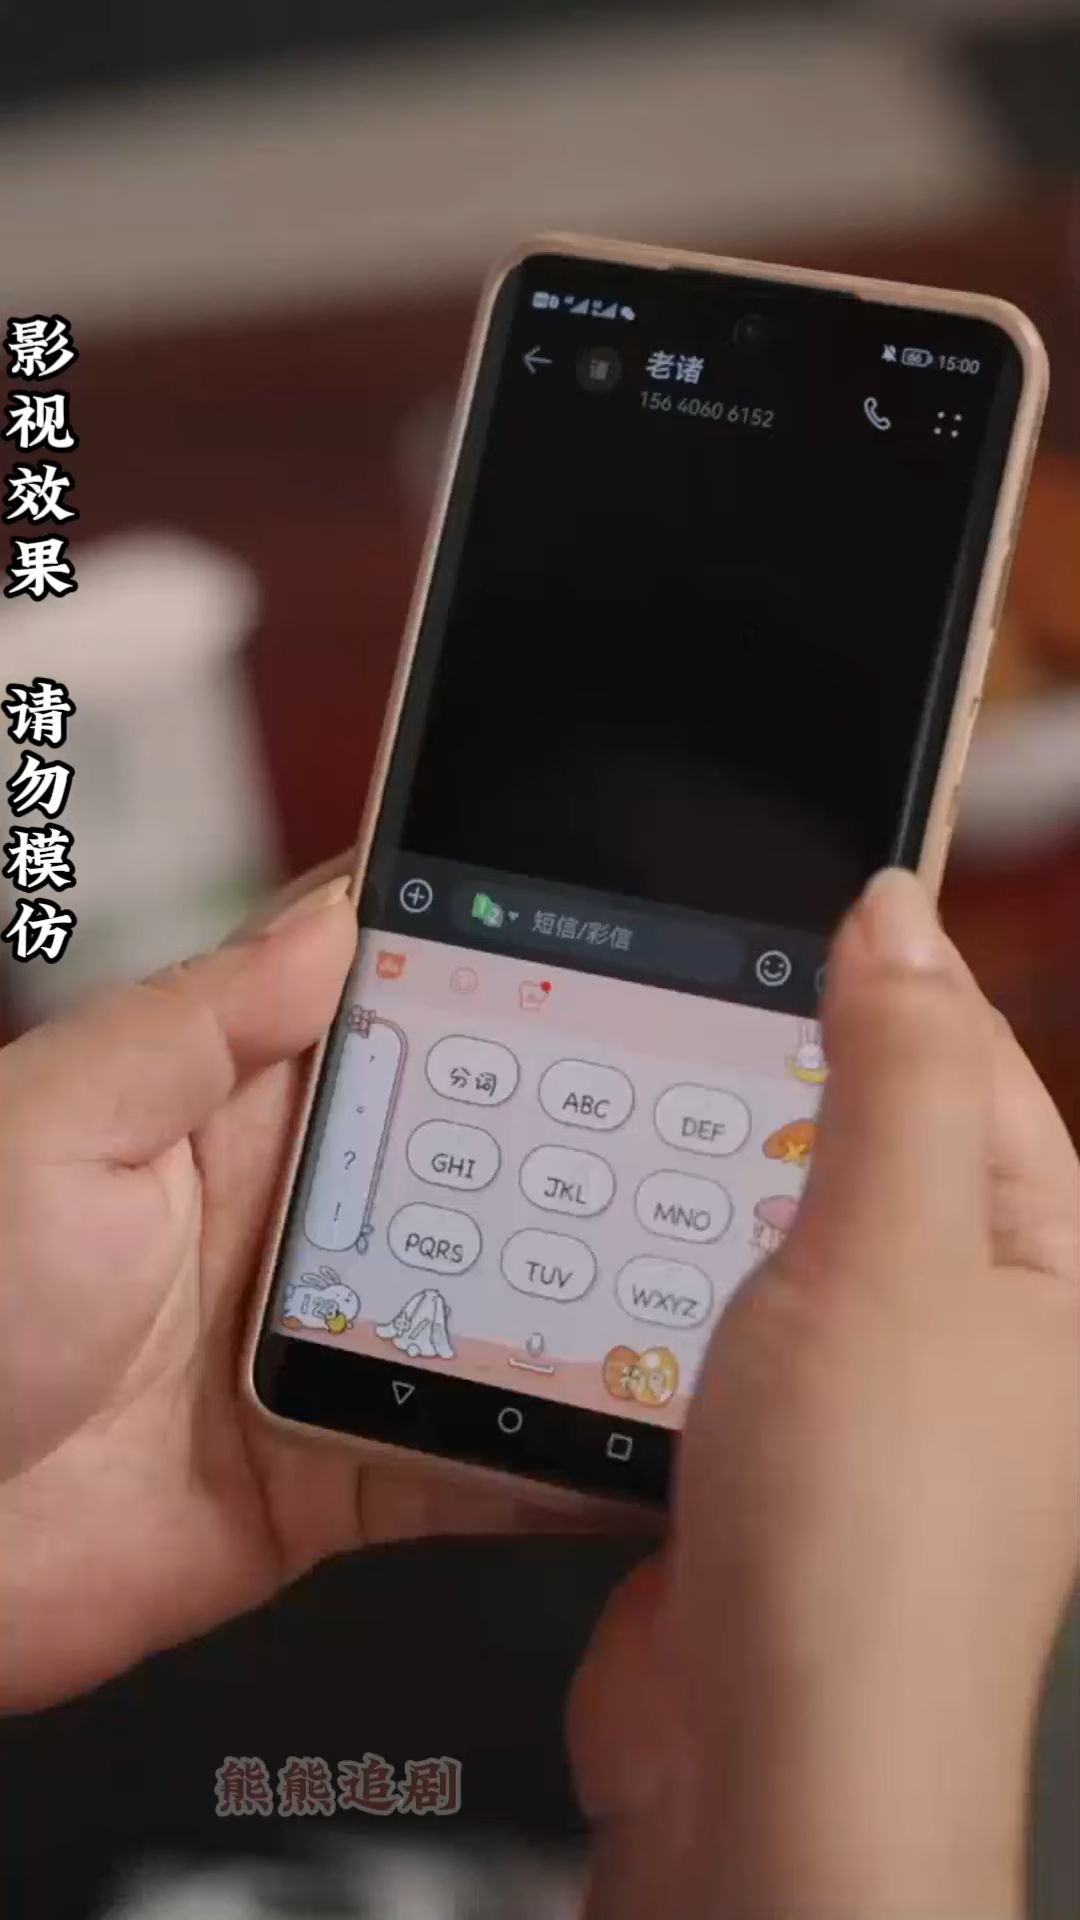 影视效果 请勿模仿
15:00
老诸
156 4060 6152
短信/彩信
,
。
?
!
分词
ABC
DEF
GHI
JKL
MNO
PQRS
TUV
WXYZ
123
中
熊熊追剧